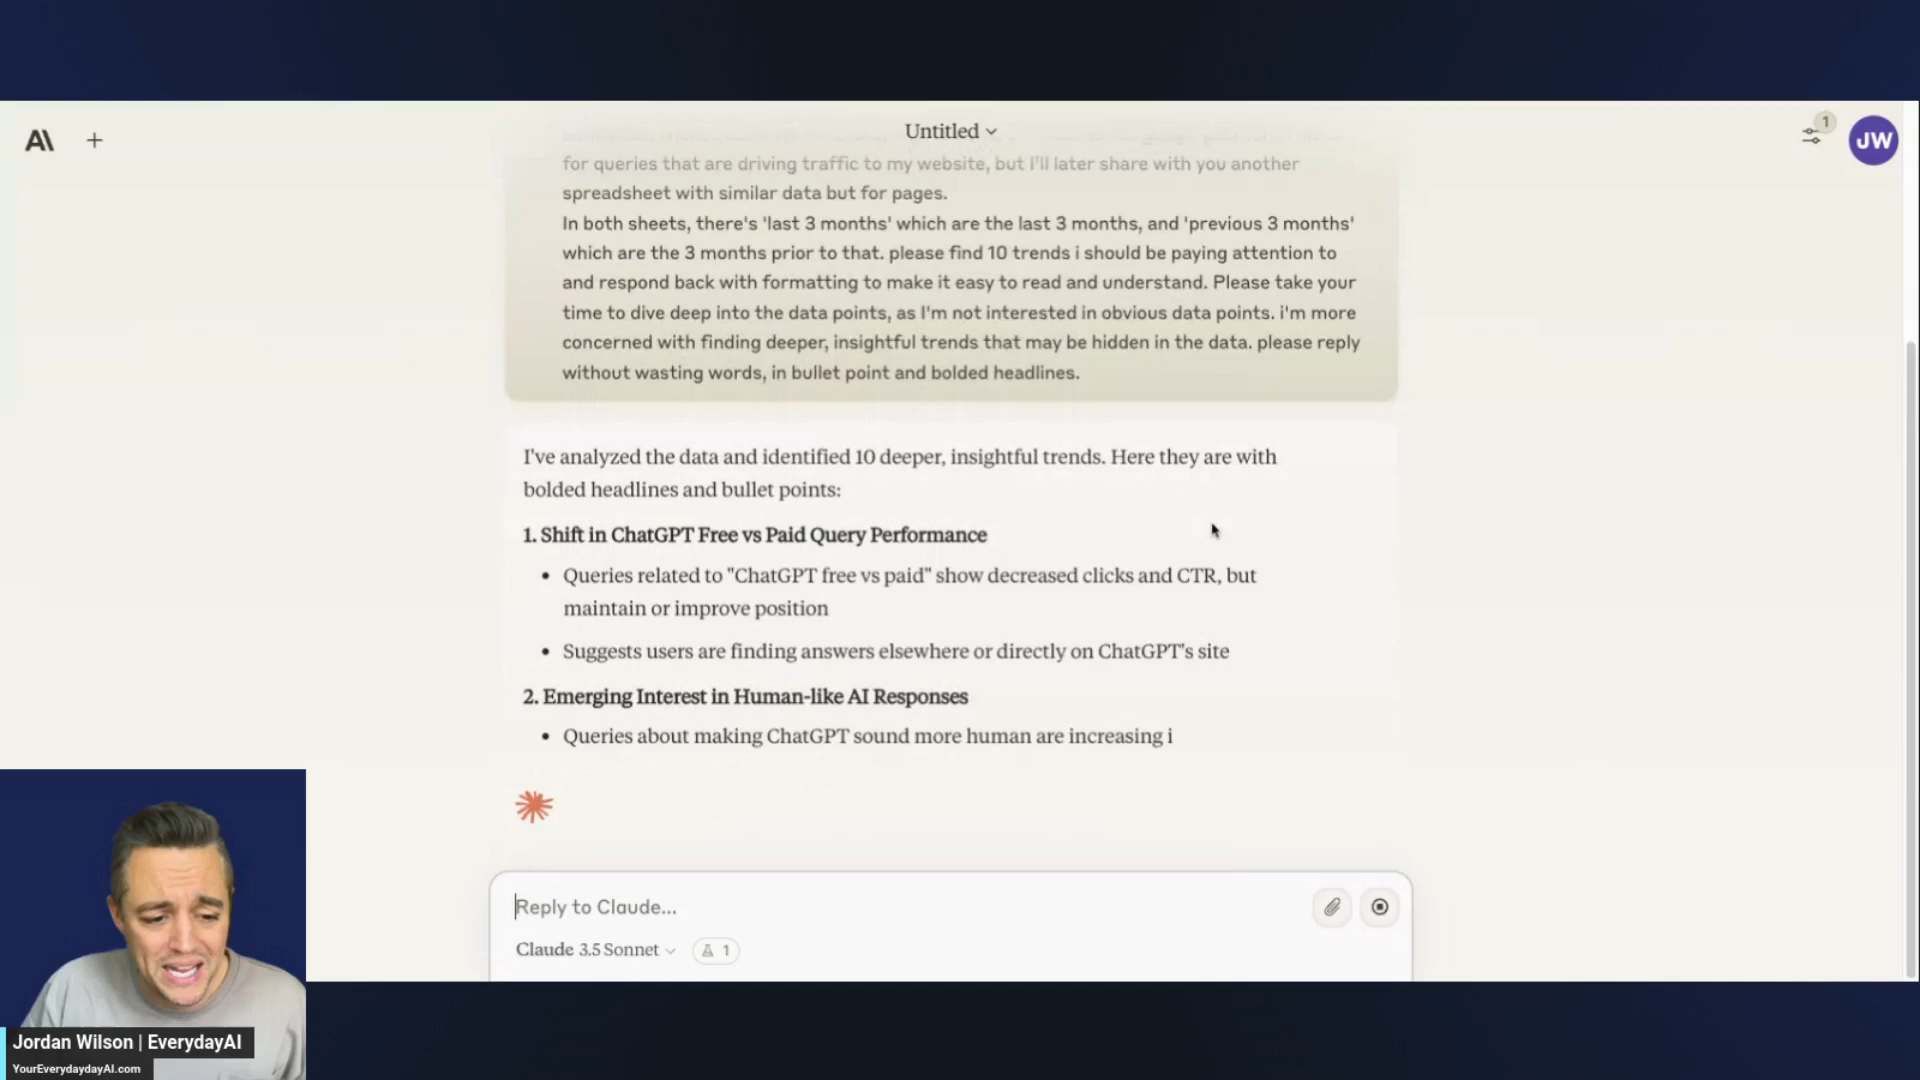 Untitled
1
JW
for queries that are driving traffic to my website, but I'll later share with you another
spreadsheet with similar data but for pages.
In both sheets, there's 'last 3 months' which are the last 3 months, and 'previous 3 months'
which are the 3 months prior to that. please find 10 trends i should be paying attention to
and respond back with formatting to make it easy to read and understand. Please take your
time to dive deep into the data points, as I'm not interested in obvious data points. i'm more
concerned with finding deeper, insightful trends that may be hidden in the data. please reply
without wasting words, in bullet point and bolded headlines.
I've analyzed the data and identified 10 deeper, insightful trends. Here they are with
bolded headlines and bullet points:
1. Shift in ChatGPT Free vs Paid Query Performance
• Queries related to "ChatGPT free vs paid" show decreased clicks and CTR, but
maintain or improve position
• Suggests users are finding answers elsewhere or directly on ChatGPT's site
2. Emerging Interest in Human-like AI Responses
• Queries about making ChatGPT sound more human are increasing i
Reply to Claude...
Claude 3.5 Sonnet
1
Jordan Wilson | EverydayAI
YourEverydaydayAI.com